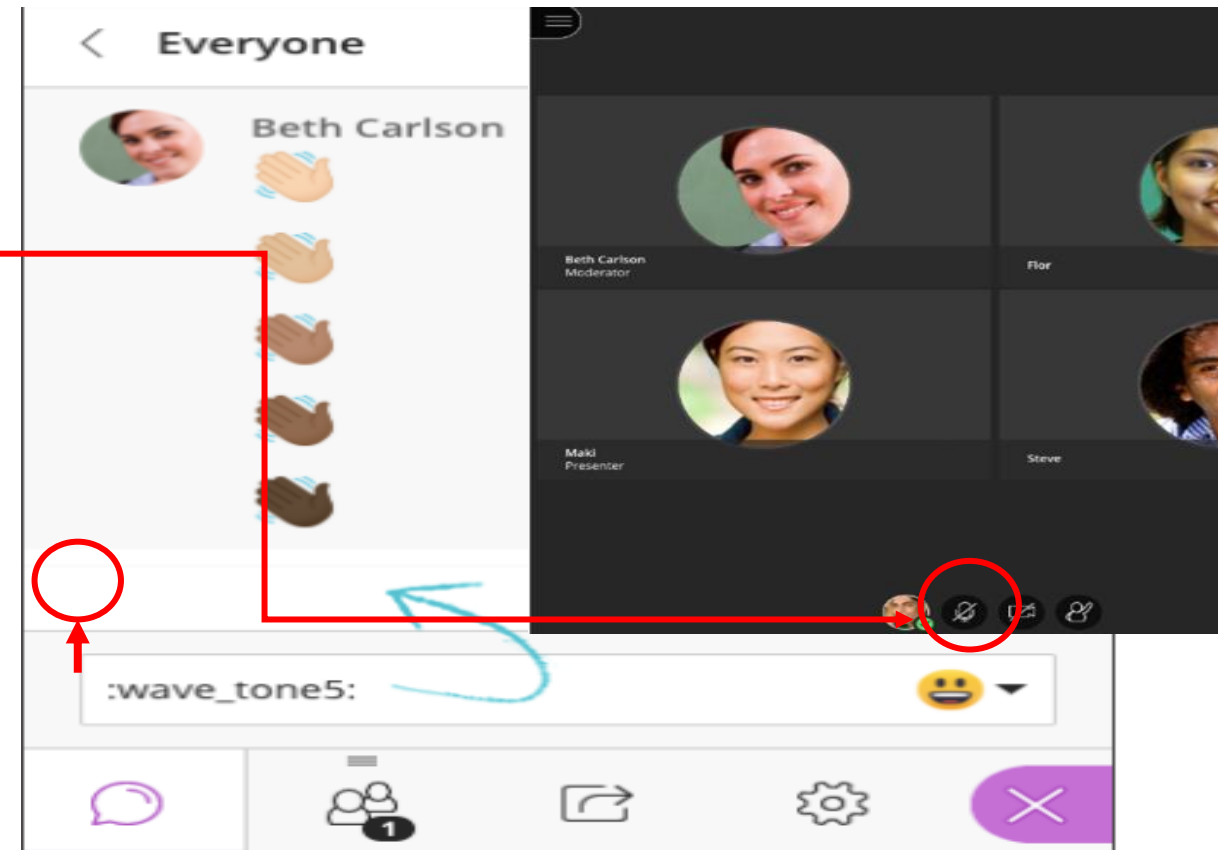 Everyone
Beth Carlson
Beth Carlson
Moderator
Flor
Maki
Presenter
Steve
:wave_tone5:
1